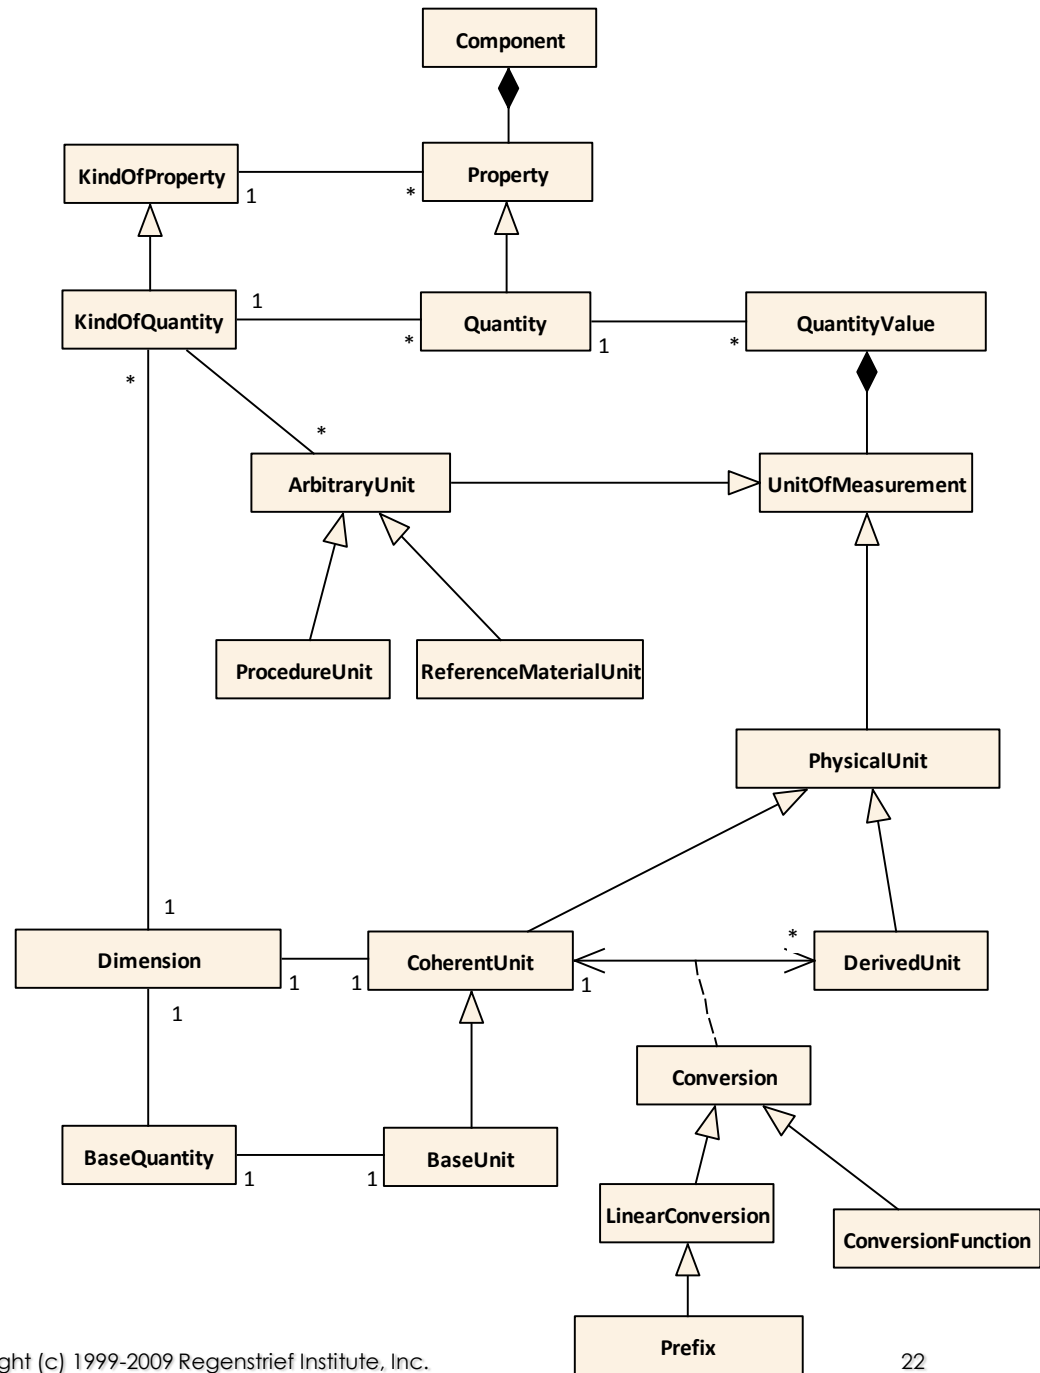 Component
KindOfProperty
1
*
Property
KindOfQuantity
1
*
Quantity
1
*
QuantityValue
*
*
ArbitraryUnit
UnitOfMeasurement
ProcedureUnit
ReferenceMaterialUnit
PhysicalUnit
1
Dimension
1
1
CoherentUnit
1
*
DerivedUnit
1
Conversion
BaseQuantity
1
1
BaseUnit
LinearConversion
ConversionFunction
Prefix
ght (c) 1999-2009 Regenstrief Institute, Inc.
22